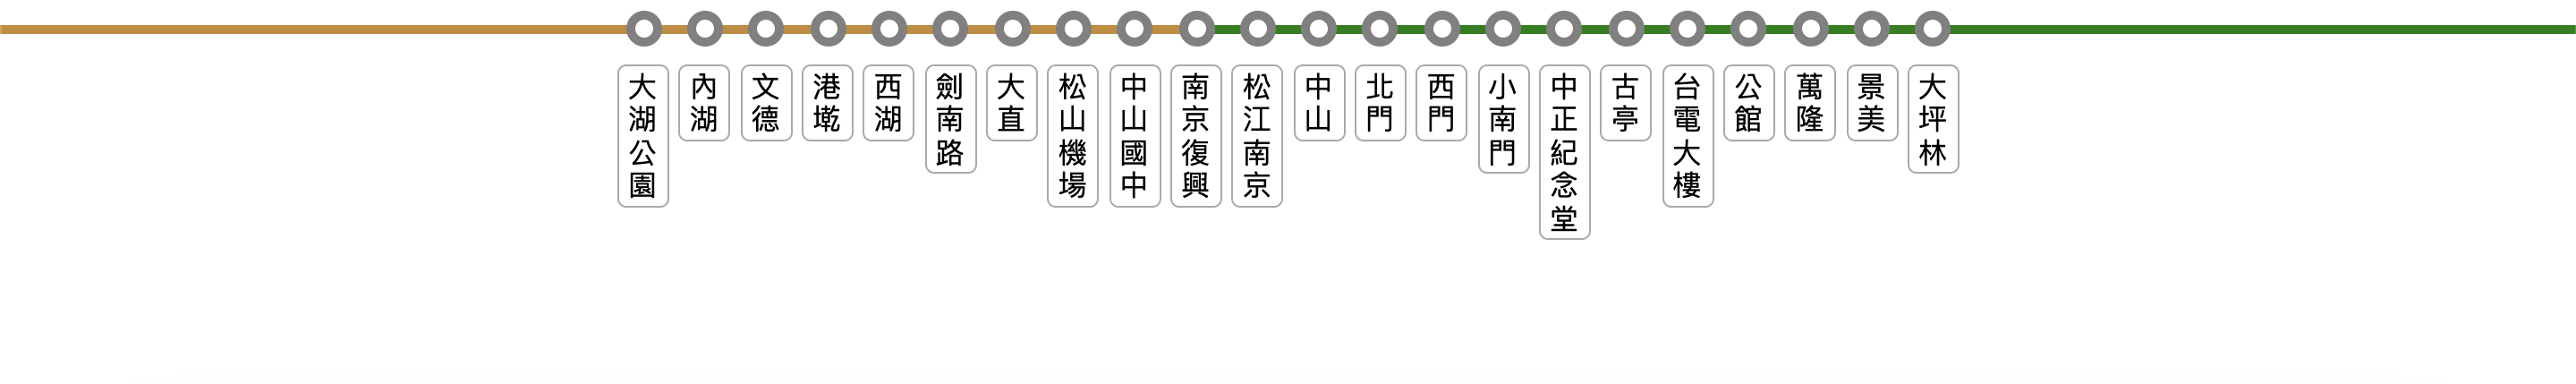 大湖公園
內湖
文德
港墘
西湖
劍南路
大直
松山機場
中山國中
南京復興
松江南京
中山
北門
西門
小南門
中正紀念堂
古亭
台電大樓
公館
萬隆
景美
大坪林